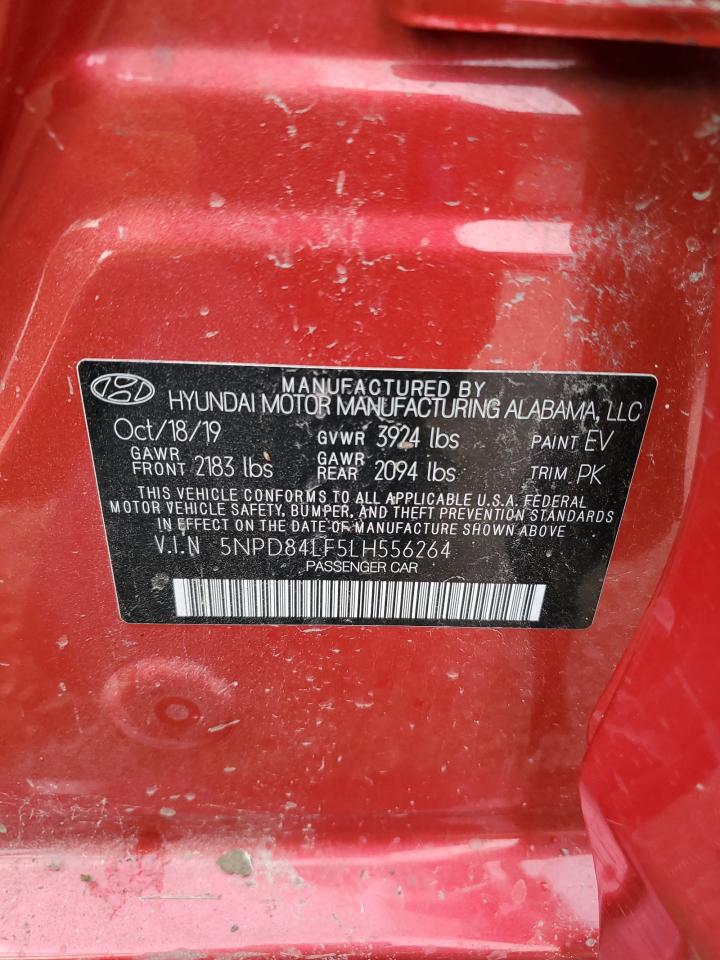 MANUFACTURED BY
HYUNDAI MOTOR MANUFACTURING ALABAMA, LLC
Oct/18/19 GVWR 3924 lbs PAINT EV
GAWR FRONT 2183 lbs GAWR REAR 2094 lbs TRIM PK
THIS VEHICLE CONFORMS TO ALL APPLICABLE U.S.A. FEDERAL
MOTOR VEHICLE SAFETY, BUMPER, AND THEFT PREVENTION STANDARDS
IN EFFECT ON THE DATE OF MANUFACTURE SHOWN ABOVE
V.I.N 5NPD84LF5LH556264
PASSENGER CAR